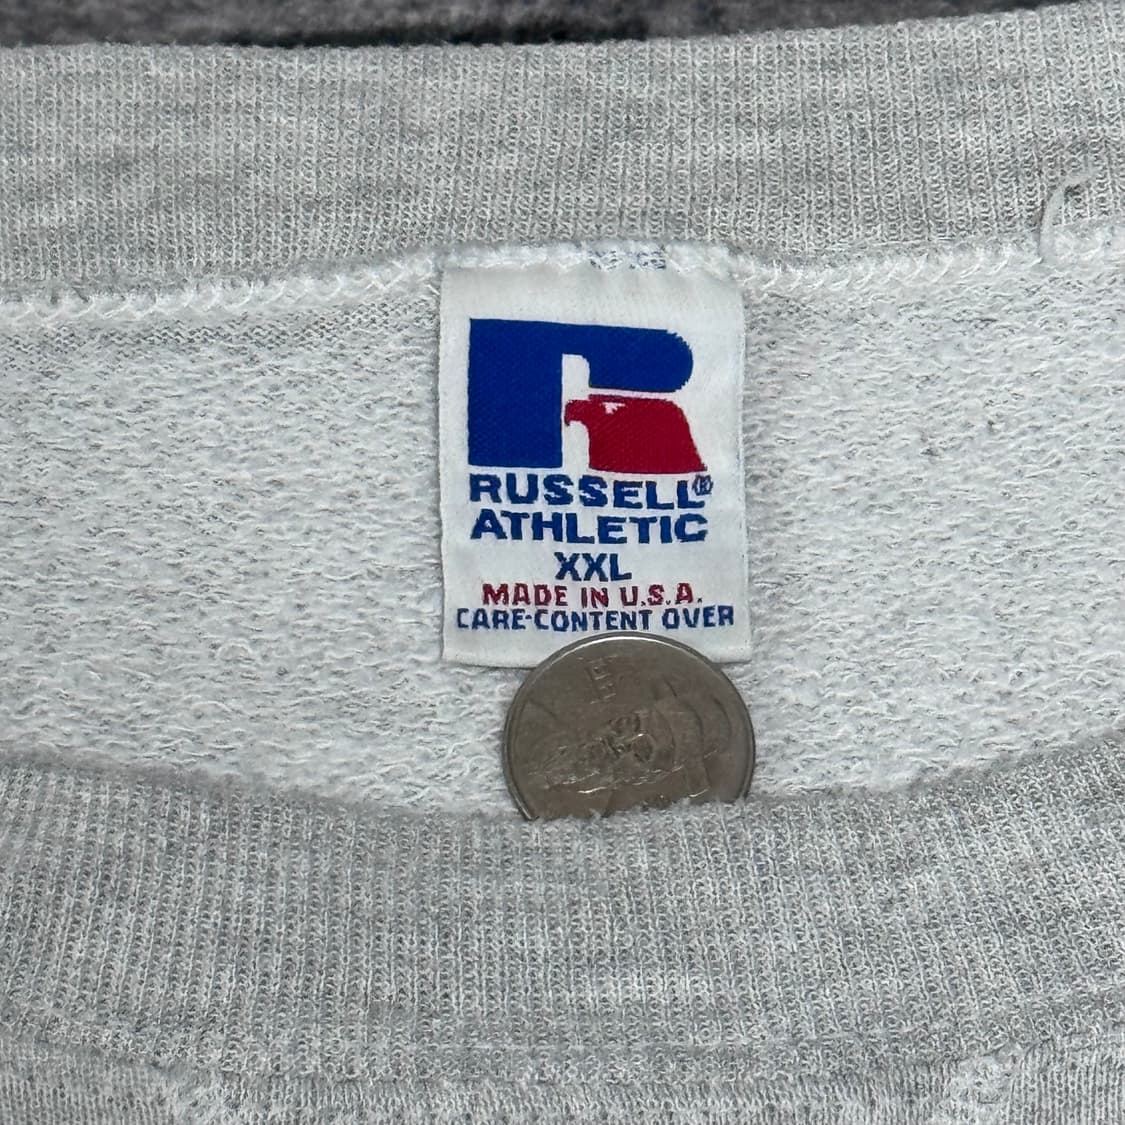 RUSSELL®
ATHLETIC
XXL
MADE IN U.S.A.
CARE-CONTENT OVER